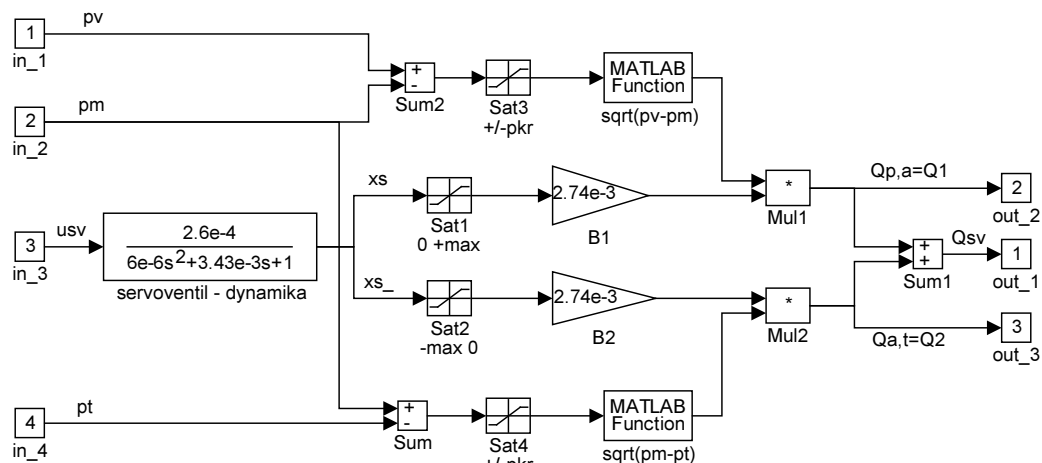 1
pv
in_1
2
pm
in_2
+
-
Sum2
Sat3
+/-pkr
MATLAB
Function
sqrt(pv-pm)
3
usv
in_3
2.6e-4
6e-6s2+3.43e-3s+1
servoventil - dynamika
xs
Sat1
0 +max
2.74e-3
B1
*
Mul1
Qp,a=Q1
2
out_2
+
+
Sum1
Qsv
1
out_1
xs_
Sat2
-max 0
2.74e-3
B2
*
Mul2
Qa,t=Q2
3
out_3
4
pt
in_4
+
-
Sum
Sat4
+/-pkr
MATLAB
Function
sqrt(pm-pt)